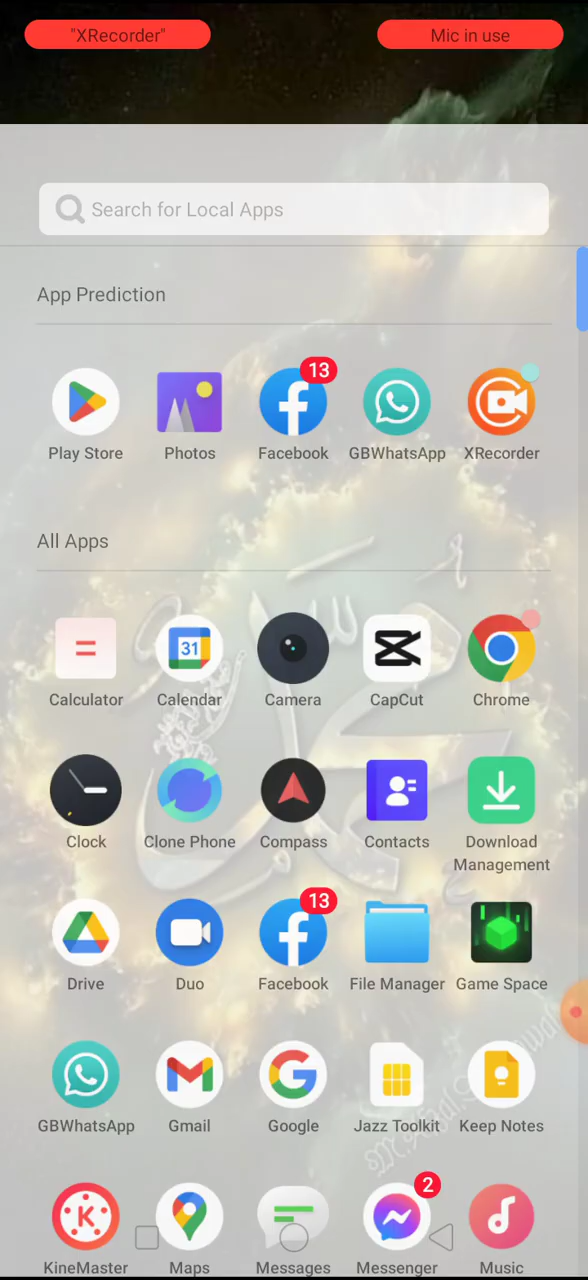 "XRecorder" Mic in use
Search for Local Apps
App Prediction
13
Play Store Photos Facebook GBWhatsApp XRecorder
All Apps
31
Calculator Calendar Camera CapCut Chrome
Clock Clone Phone Compass Contacts Download
Management
13
Drive Duo Facebook File Manager Game Space
GBWhatsApp Gmail Google Jazz Toolkit Keep Notes
2
KineMaster Maps Messages Messenger Music